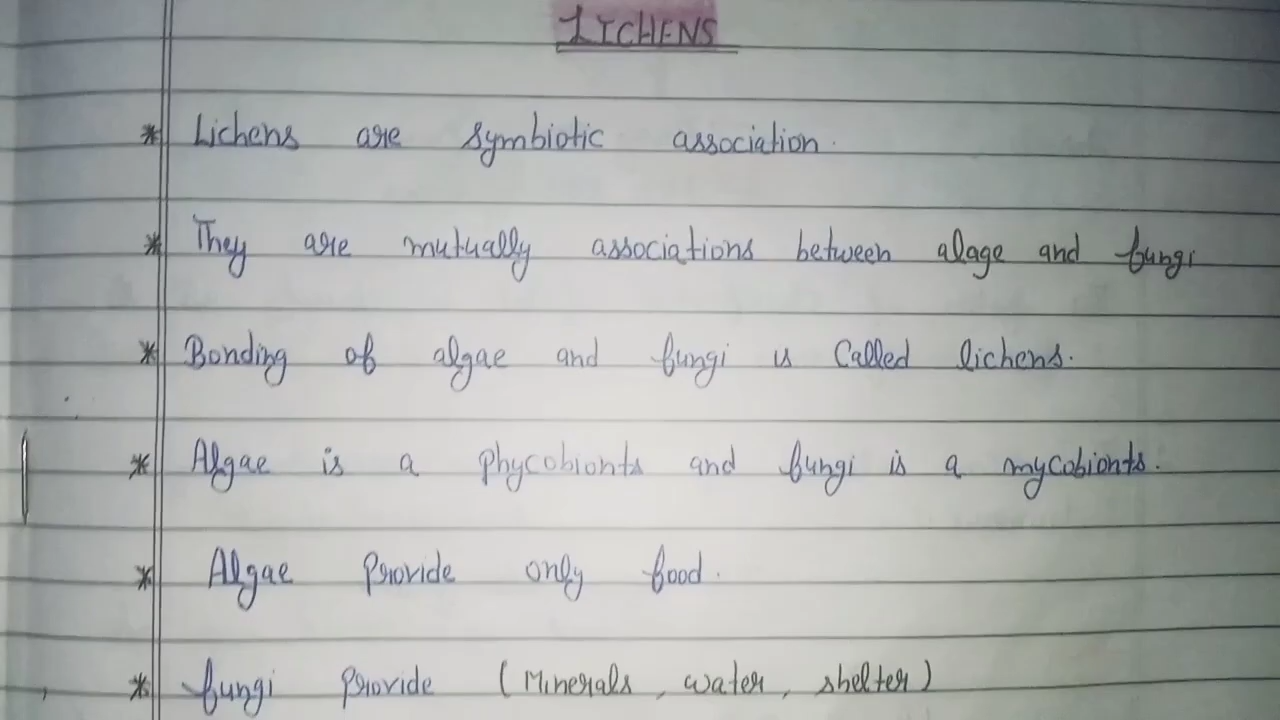 LICHENS
* Lichens are symbiotic association.
* They are mutually associations between alage and fungi
* Bonding of algae and fungi is called lichens.
* Algae is a phycobionts and fungi is a mycobionts.
* Algae provide only food.
* fungi provide (Minerals, water, shelter)